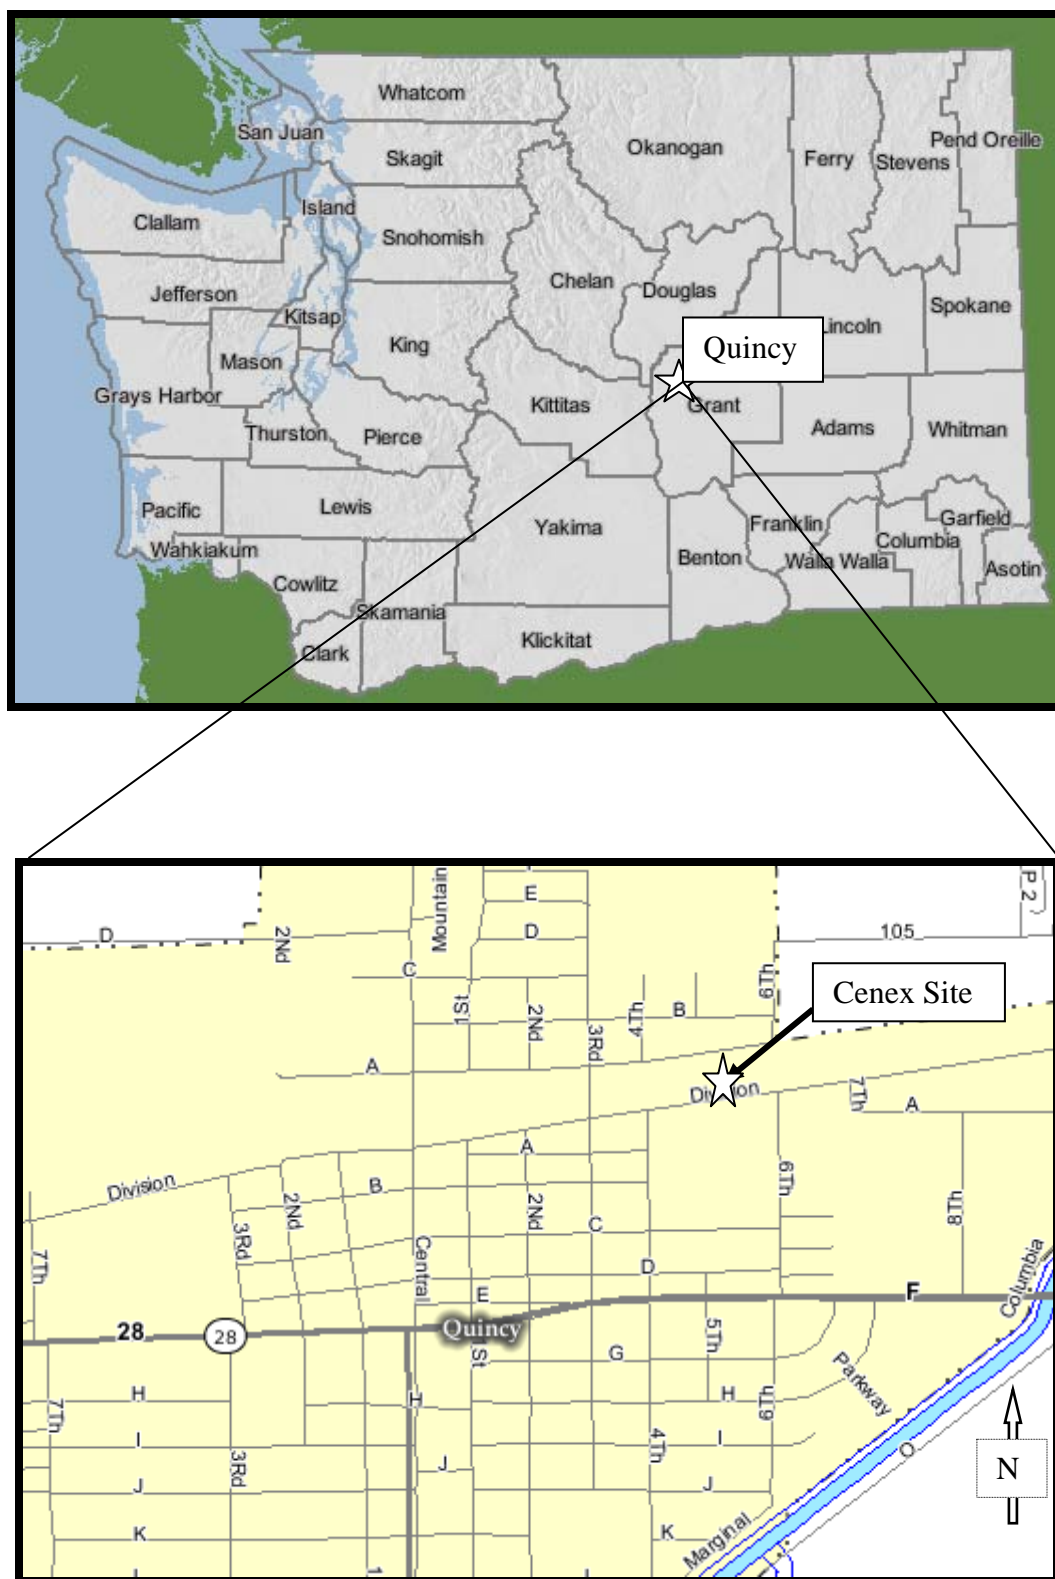 Whatcom
San Juan
Skagit
Okanogan
Ferry
Stevens
Pend Oreille
Island
Clallam
Snohomish
Chelan
Douglas
Jefferson
Kitsap
King
Spokane
Lincoln
Quincy
Mason
Grays Harbor
Thurston
Pierce
Kittitas
Grant
Adams
Whitman
Pacific
Lewis
Yakima
Franklin
Garfield
Wahkiakum
Benton
Walla Walla
Columbia
Asotin
Cowlitz
Skamania
Clark
Klickitat
Mountain
E
P 2
D
2Nd
D
105
C
6Th
Cenex Site
1St
2Nd
3Rd
4Th
B
A
Division
7Th
A
A
Division
B
2Nd
3Rd
2Nd
C
6Th
8Th
7Th
Central
D
Columbia
E
F
28
28
Quincy
St
5Th
G
Parkway
H
H
H
6Th
7Th
I
4Th
I
O
3Rd
J
J
J
N
K
K
Marginal
1